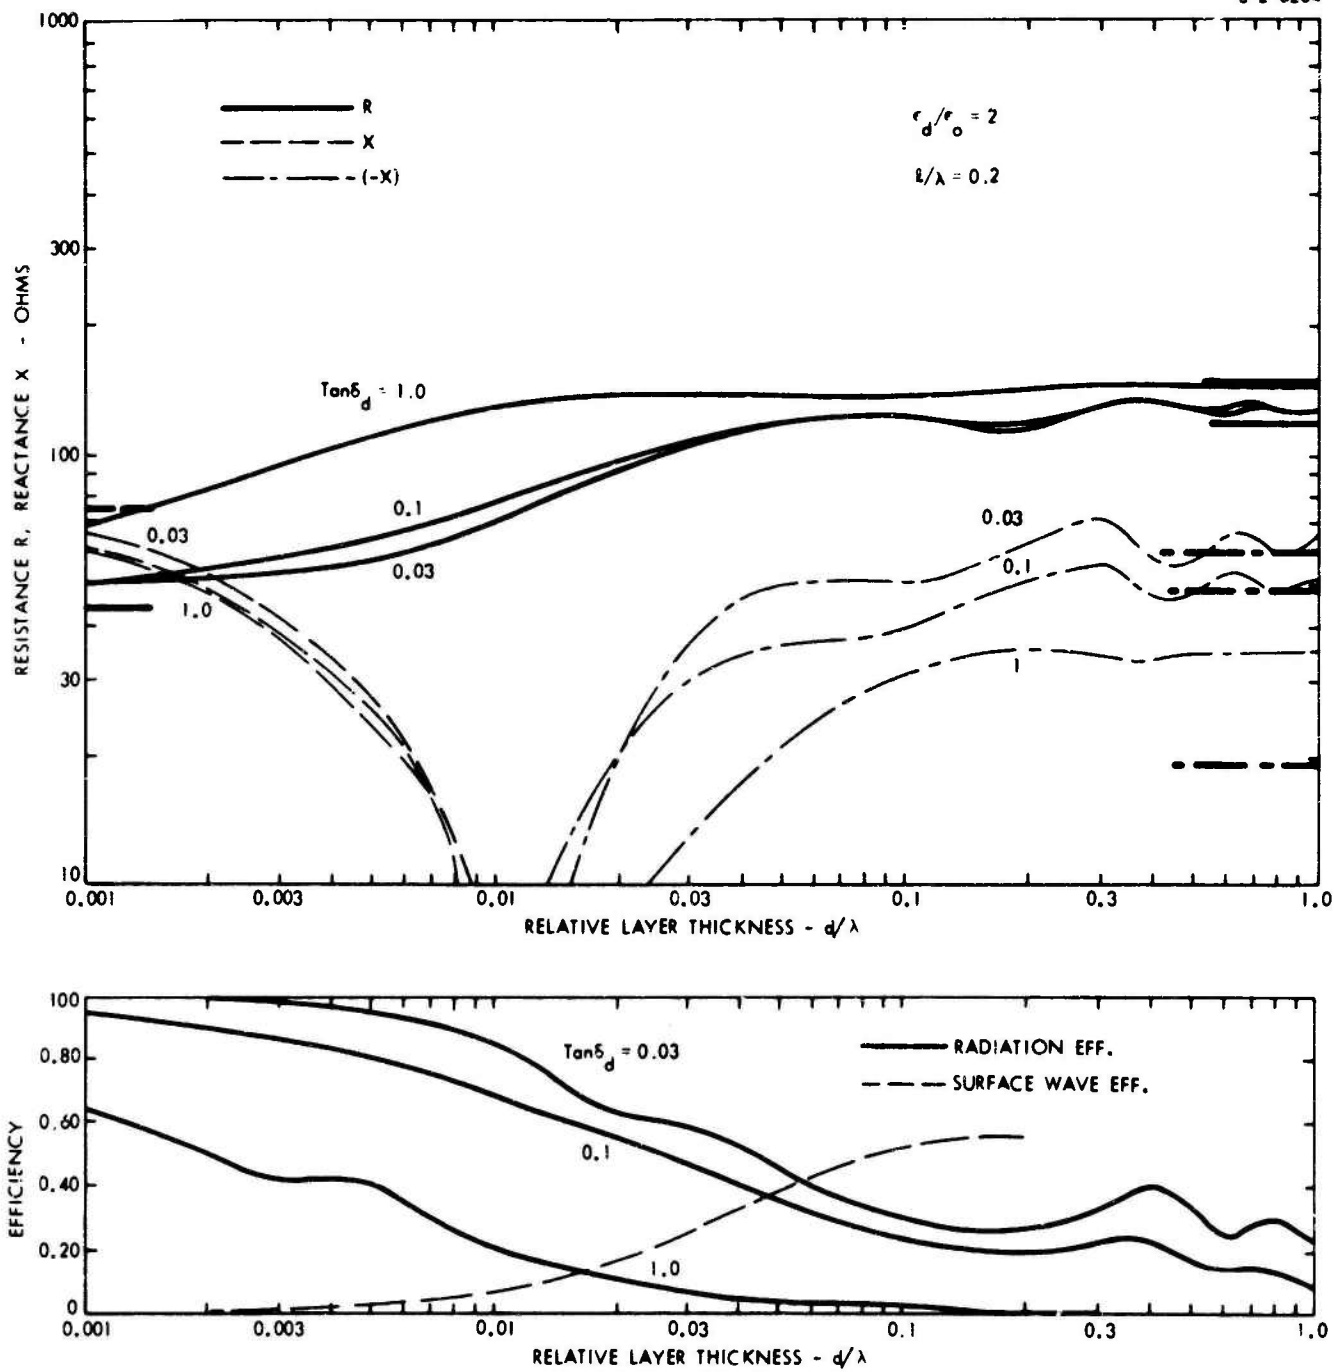 1000
R
X
(-X)
ϵd/ϵo = 2
ℓ/λ = 0.2
300
RESISTANCE R, REACTANCE X - OHMS
Tanδd = 1.0
100
0.1
0.03
0.03
1.0
0.03
0.1
30
1
10
0.001 0.003 0.01 0.03 0.1 0.3 1.0
RELATIVE LAYER THICKNESS - d/λ
100
Tanδd = 0.03
RADIATION EFF.
0.80
SURFACE WAVE EFF.
0.60
0.1
EFFICIENCY
0.40
0.20
1.0
0
0.001 0.003 0.01 0.03 0.1 0.3 1.0
RELATIVE LAYER THICKNESS - d/λ